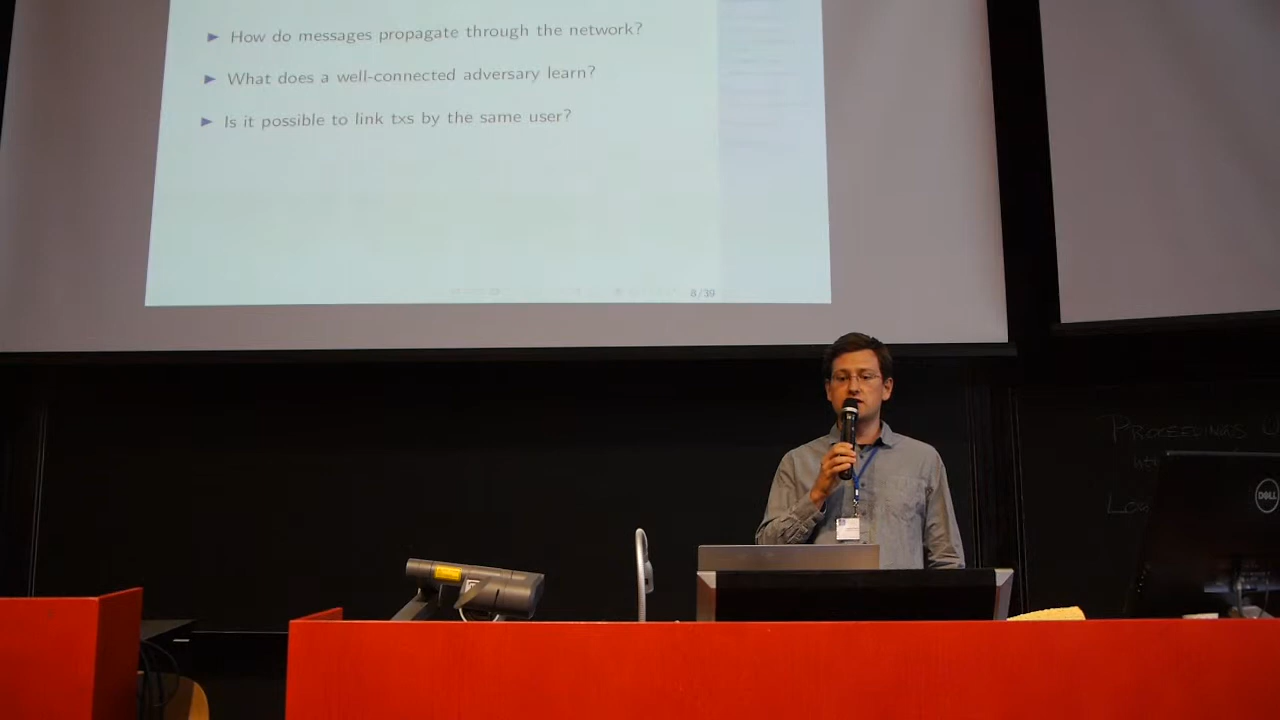 How do messages propagate through the network?
What does a well-connected adversary learn?
Is it possible to link txs by the same user?
8/39
PROCEEDINGS
DELL